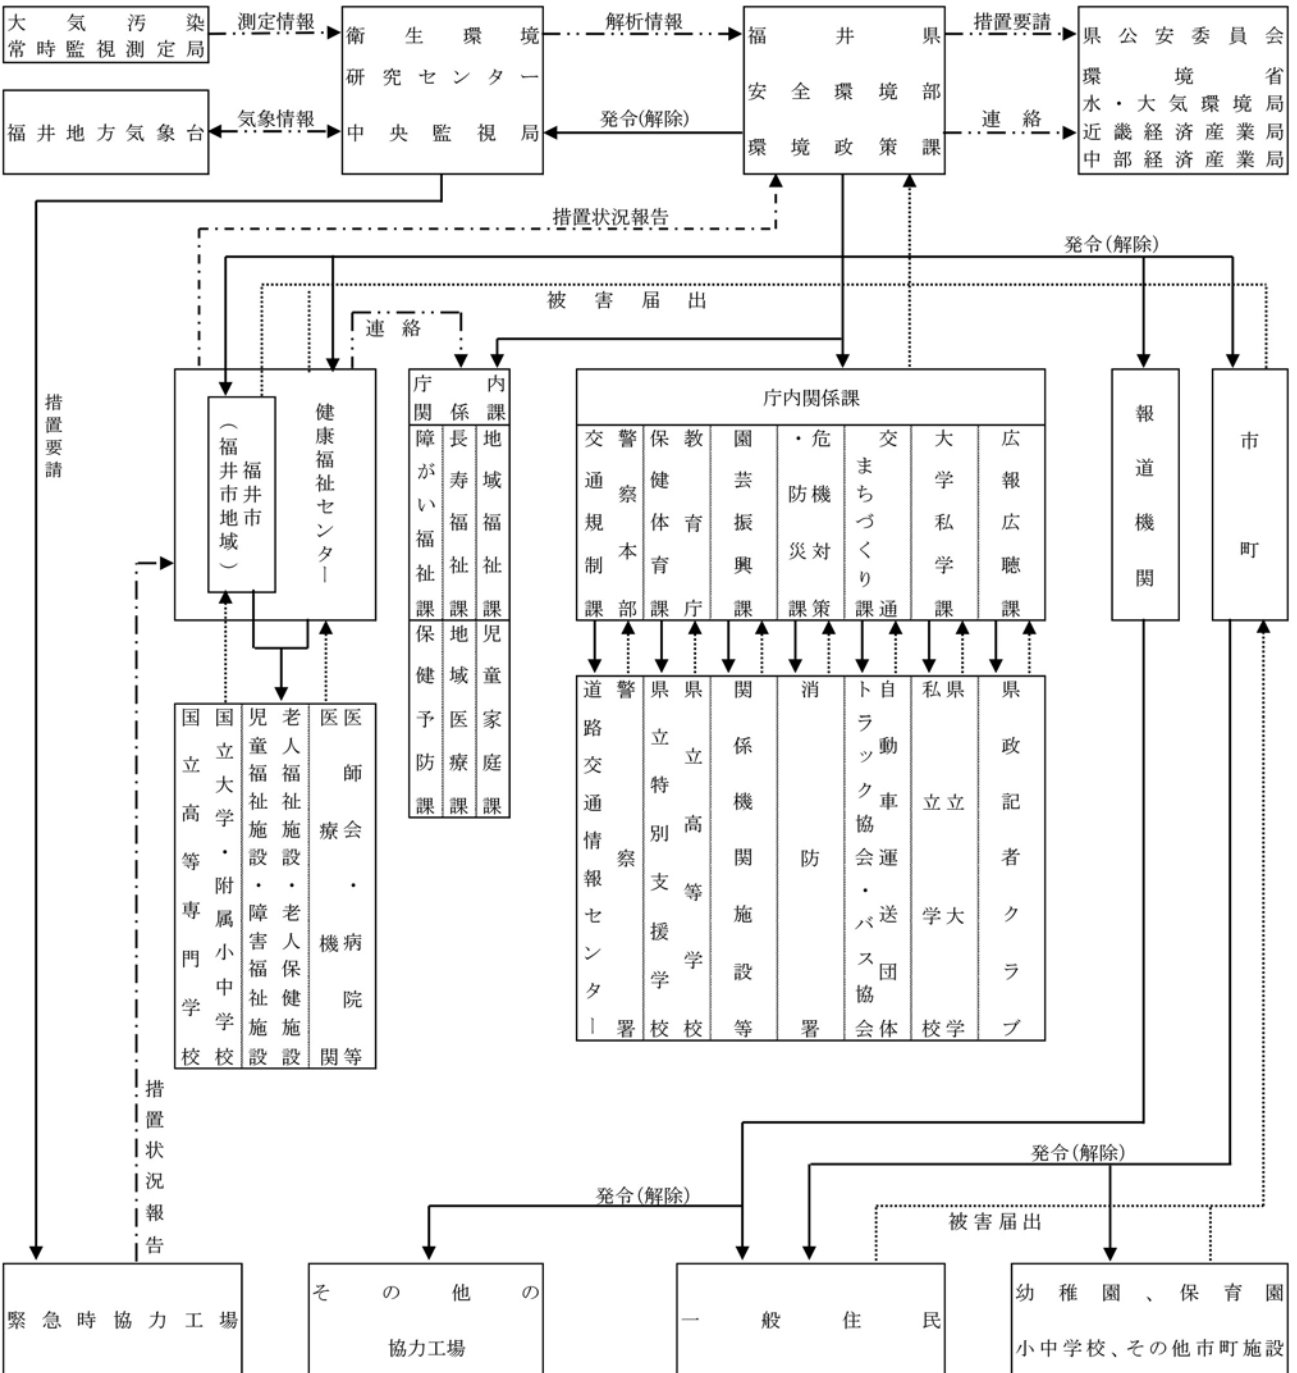 大気汚染
常時監視測定局
測定情報
衛生環境
研究センター
中央監視局
解析情報
福井県
安全環境部
環境政策課
措置要請
県公安委員会
環境省
水・大気環境局
近畿経済産業局
中部経済産業局
福井地方気象台
気象情報
発令(解除)
連絡
措置状況報告
発令(解除)
被害届出
連絡
措置要請
健康福祉センター
福井市
(福井市地域)
庁内
関係課
地域福祉課
長寿福祉課
障がい福祉課
児童家庭課
地域医療課
保健予防課
庁内関係課
広報広聴課
大学私学課
交通
まちづくり課
危機対策
・防災課
園芸振興課
教育庁
保健体育課
警察本部
交通規制課
報道機関
市町
県政記者クラブ
県立大学
私立学校
自動車運送団体
トラック協会・バス協会
消防署
関係機関施設等
県立高等学校
県立特別支援学校
警察署
道路交通情報センター
医師会・病院等
医療機関
老人福祉施設・老人保健施設
児童福祉施設・障害福祉施設
国立大学・附属小中学校
国立高等専門学校
措置状況報告
発令(解除)
発令(解除)
被害届出
緊急時協力工場
その他の
協力工場
一般住民
幼稚園、保育園
小中学校、その他市町施設